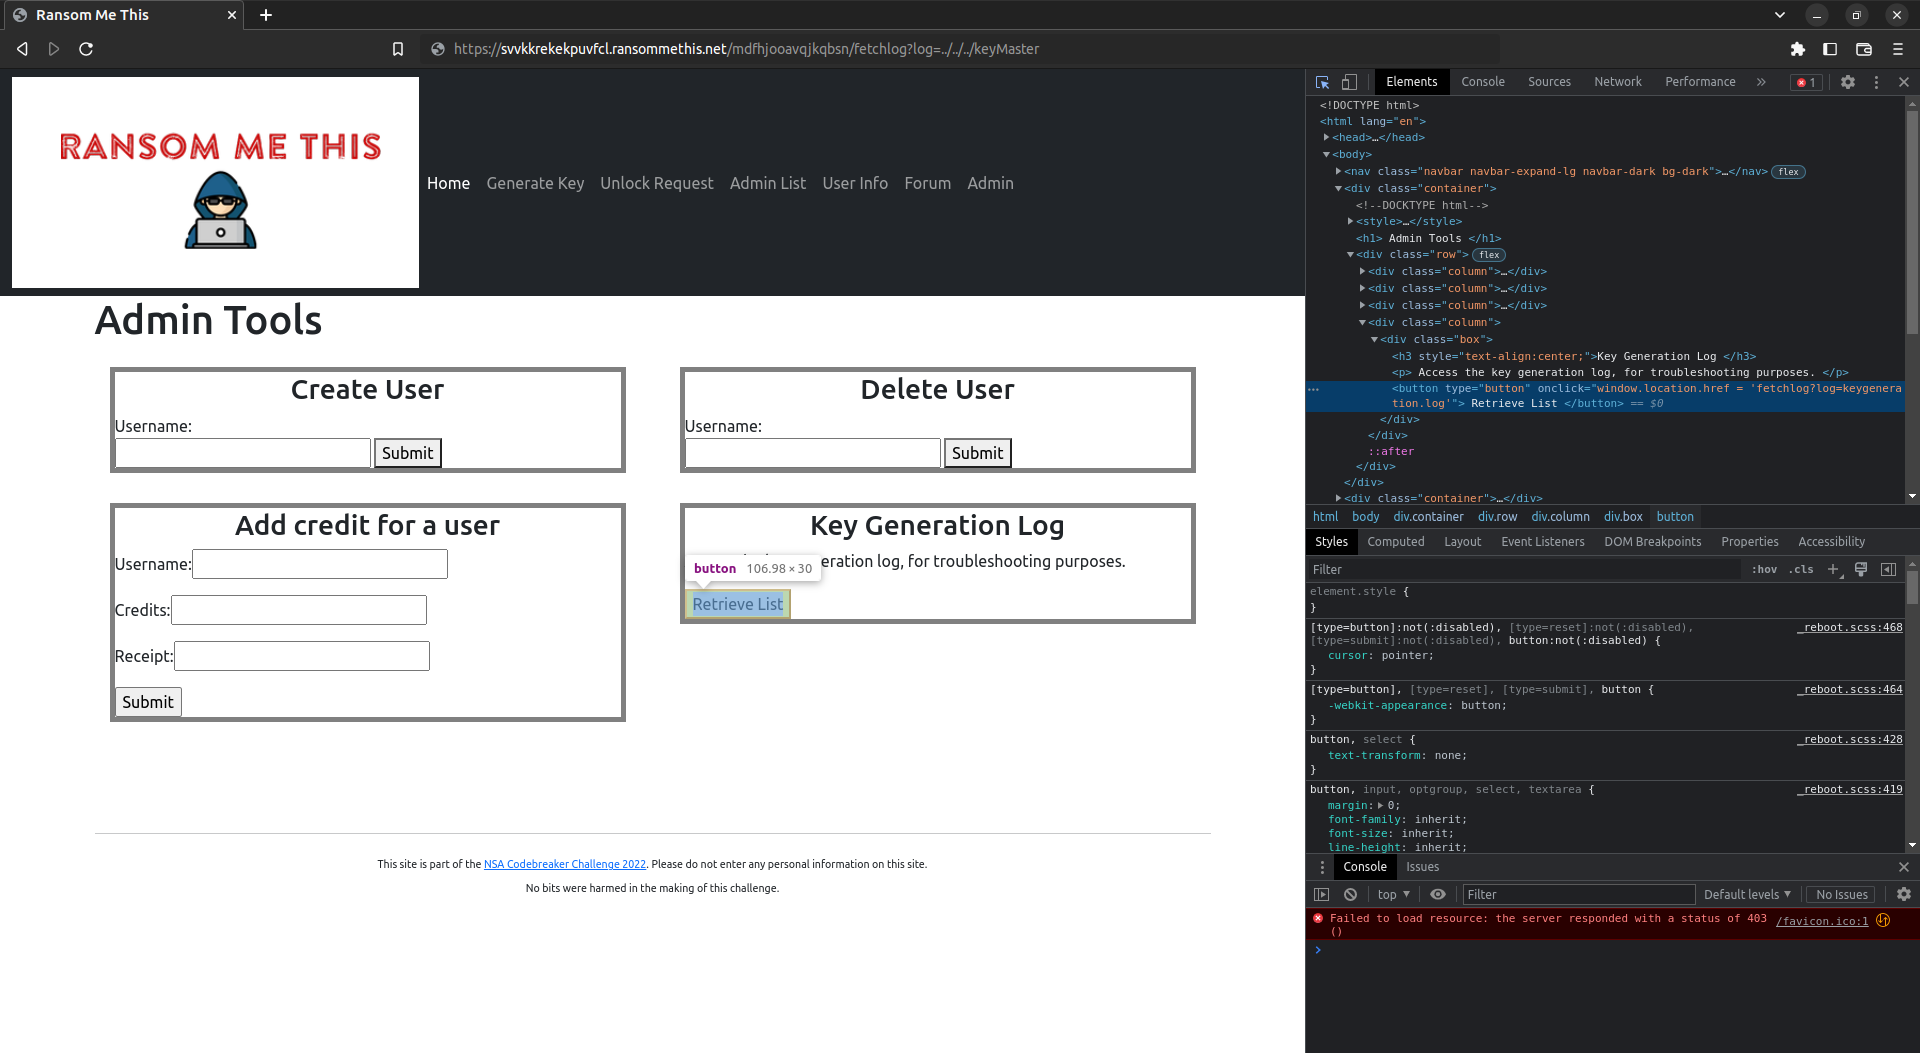 Ransom Me This
https://svvkkrekekpuvfcl.ransommethis.net/mdfhjooavqjkqbsn/fetchlog?log=../../../keyMaster
RANSOM ME THIS
Home Generate Key Unlock Request Admin List User Info Forum Admin
Admin Tools
Create User
Username:
Submit
Delete User
Username:
Submit
Add credit for a user
Username:
Credits:
Receipt:
Submit
Key Generation Log
eration log, for troubleshooting purposes.
button 106.98 × 30
Retrieve List
This site is part of the NSA Codebreaker Challenge 2022. Please do not enter any personal information on this site.
No bits were harmed in the making of this challenge.
Elements Console Sources Network Performance » 1
<!DOCTYPE html>
<html lang="en">
<head>…</head>
<body>
<nav class="navbar navbar-expand-lg navbar-dark bg-dark">…</nav> flex
<div class="container">
<!--DOCKTYPE html-->
<style>…</style>
<h1> Admin Tools </h1>
<div class="row"> flex
<div class="column">…</div>
<div class="column">…</div>
<div class="column">…</div>
<div class="column">
<div class="box">
<h3 style="text-align:center;">Key Generation Log </h3>
<p> Access the key generation log, for troubleshooting purposes. </p>
<button type="button" onclick="window.location.href = 'fetchlog?log=keygenera
tion.log'"> Retrieve List </button> == $0
</div>
</div>
::after
</div>
</div>
<div class="container">…</div>
html body div.container div.row div.column div.box button
Styles Computed Layout Event Listeners DOM Breakpoints Properties Accessibility
Filter :hov .cls +
element.style {
}
[type=button]:not(:disabled), [type=reset]:not(:disabled), _reboot.scss:468
[type=submit]:not(:disabled), button:not(:disabled) {
cursor: pointer;
}
[type=button], [type=reset], [type=submit], button { _reboot.scss:464
-webkit-appearance: button;
}
button, select { _reboot.scss:428
text-transform: none;
}
button, input, optgroup, select, textarea { _reboot.scss:419
margin: 0;
font-family: inherit;
font-size: inherit;
line-height: inherit;
Console Issues
top Filter Default levels No Issues
Failed to load resource: the server responded with a status of 403 /favicon.ico:1
()